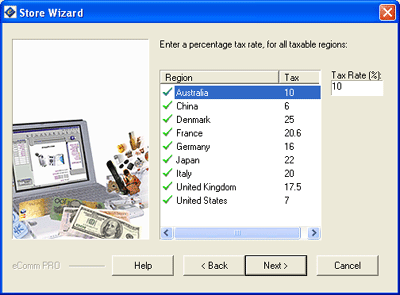 Store Wizard
Enter a percentage tax rate, for all taxable regions:
Region Tax
Tax Rate (%):
Australia 10
10
China 6
Denmark 25
France 20.6
Germany 16
Japan 22
Italy 20
United Kingdom 17.5
United States 7
eComm PRO
Help
< Back
Next >
Cancel